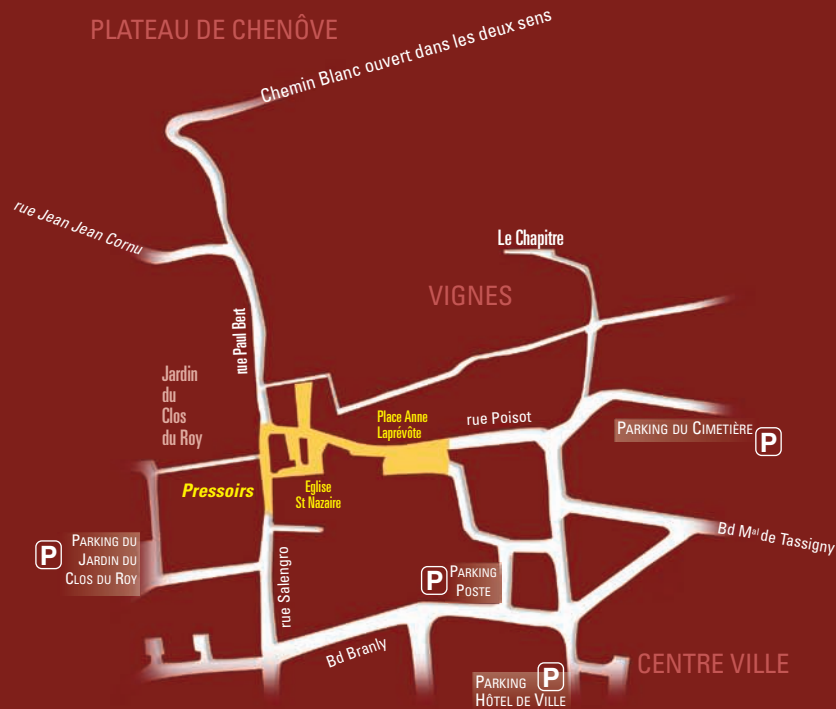 PLATEAU DE CHENÔVE
Chemin Blanc ouvert dans les deux sens
rue Jean Jean Cornu
Le Chapitre
VIGNES
rue Paul Bert
Jardin
du
Clos
du Roy
Place Anne
Laprévôte
rue Poisot
PARKING DU CIMETIÈRE P
Pressoirs
Eglise
St Nazaire
Bd Mal de Tassigny
P PARKING DU
JARDIN DU
CLOS DU ROY
rue Salengro
P PARKING
POSTE
Bd Branly
CENTRE VILLE
PARKING P
HÔTEL DE VILLE